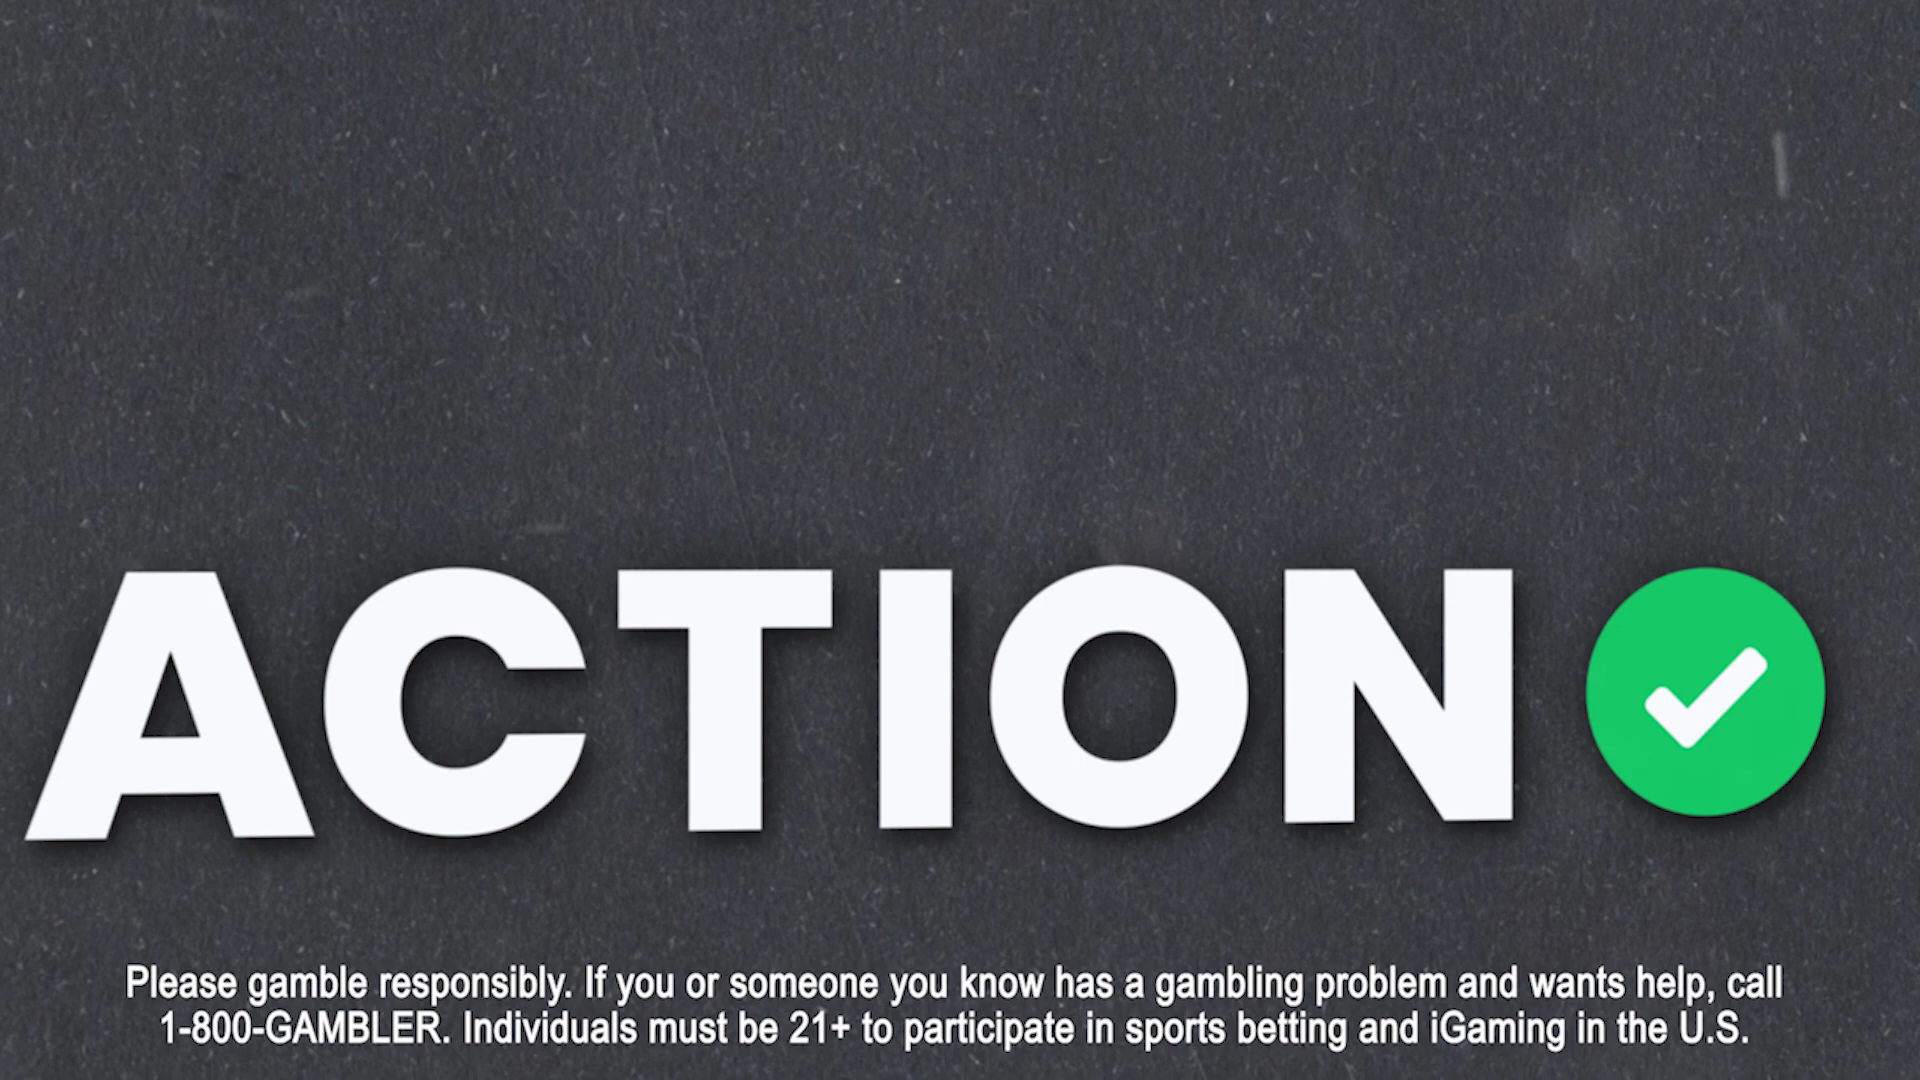 ACTION
Please gamble responsibly. If you or someone you know has a gambling problem and wants help, call
1-800-GAMBLER. Individuals must be 21+ to participate in sports betting and iGaming in the U.S.